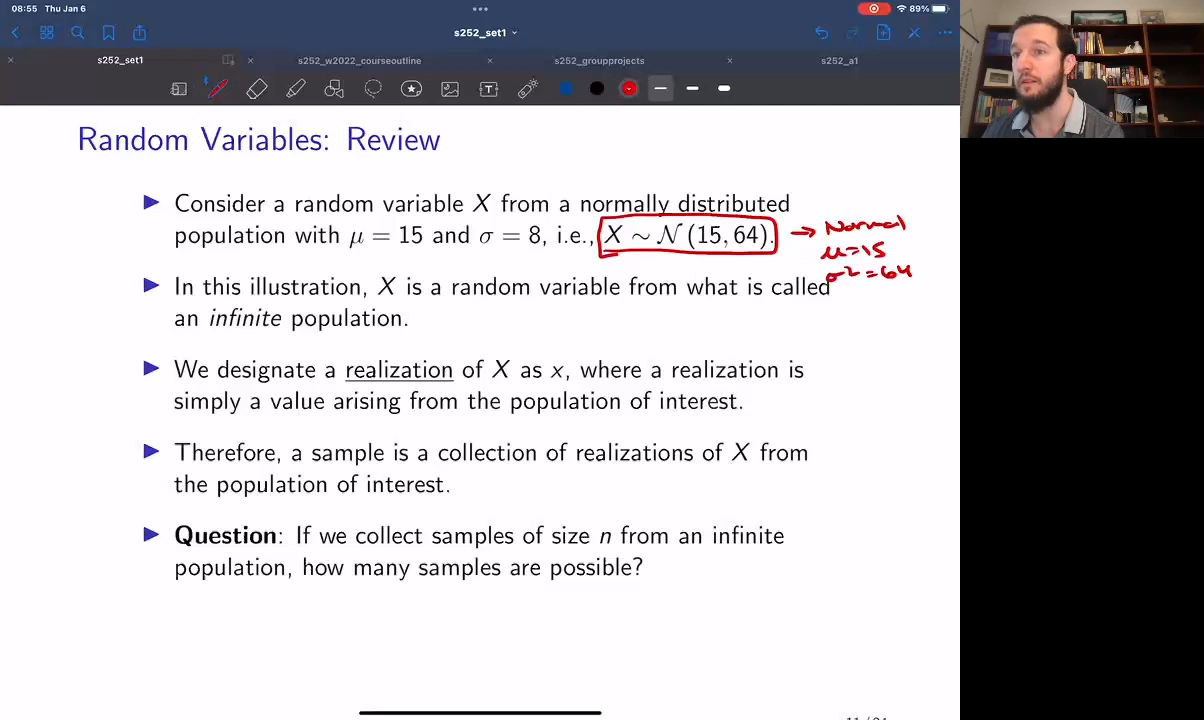 08:55 Thu Jan 6
89%
s252_set1
s252_set1
s252_w2022_courseoutline
s252_groupprojects
s252_a1
Random Variables: Review
Consider a random variable X from a normally distributed
population with μ = 15 and σ = 8, i.e., X ∼ N (15, 64).
→ Normal
μ=15
σ²=64
In this illustration, X is a random variable from what is called
an infinite population.
We designate a realization of X as x, where a realization is
simply a value arising from the population of interest.
Therefore, a sample is a collection of realizations of X from
the population of interest.
Question: If we collect samples of size n from an infinite
population, how many samples are possible?